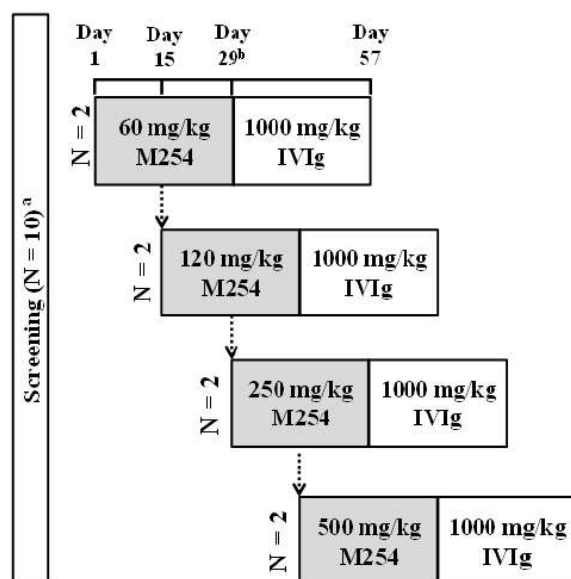 Day Day Day Day
1 15 29ᵇ 57
Screening (N = 10)ᵃ
N = 2
60 mg/kg
M254
1000 mg/kg
IVIg
N = 2
120 mg/kg
M254
1000 mg/kg
IVIg
N = 2
250 mg/kg
M254
1000 mg/kg
IVIg
N = 2
500 mg/kg
M254
1000 mg/kg
IVIg